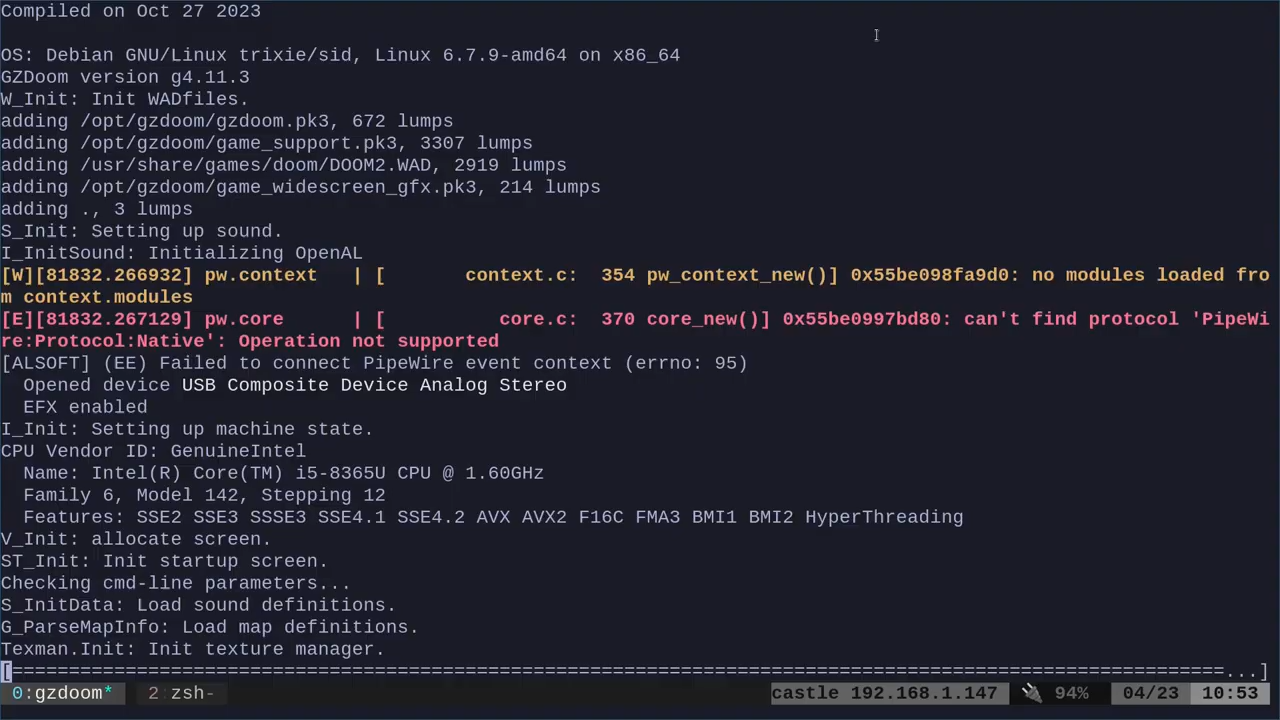 Compiled on Oct 27 2023
OS: Debian GNU/Linux trixie/sid, Linux 6.7.9-amd64 on x86_64
GZDoom version g4.11.3
W_Init: Init WADfiles.
adding /opt/gzdoom/gzdoom.pk3, 672 lumps
adding /opt/gzdoom/game_support.pk3, 3307 lumps
adding /usr/share/games/doom/DOOM2.WAD, 2919 lumps
adding /opt/gzdoom/game_widescreen_gfx.pk3, 214 lumps
adding ., 3 lumps
S_Init: Setting up sound.
I_InitSound: Initializing OpenAL
[W][81832.266932] pw.context   | [       context.c:  354 pw_context_new()] 0x55be098fa9d0: no modules loaded fro
m context.modules
[E][81832.267129] pw.core      | [          core.c:  370 core_new()] 0x55be0997bd80: can't find protocol 'PipeWi
re:Protocol:Native': Operation not supported
[ALSOFT] (EE) Failed to connect PipeWire event context (errno: 95)
  Opened device USB Composite Device Analog Stereo
  EFX enabled
I_Init: Setting up machine state.
CPU Vendor ID: GenuineIntel
  Name: Intel(R) Core(TM) i5-8365U CPU @ 1.60GHz
  Family 6, Model 142, Stepping 12
  Features: SSE2 SSE3 SSSE3 SSE4.1 SSE4.2 AVX AVX2 F16C FMA3 BMI1 BMI2 HyperThreading
V_Init: allocate screen.
ST_Init: Init startup screen.
Checking cmd-line parameters...
S_InitData: Load sound definitions.
G_ParseMapInfo: Load map definitions.
Texman.Init: Init texture manager.
[===========================================================================================================...]
0:gzdoom* 2 zsh- castle 192.168.1.147 94% 04/23 10:53